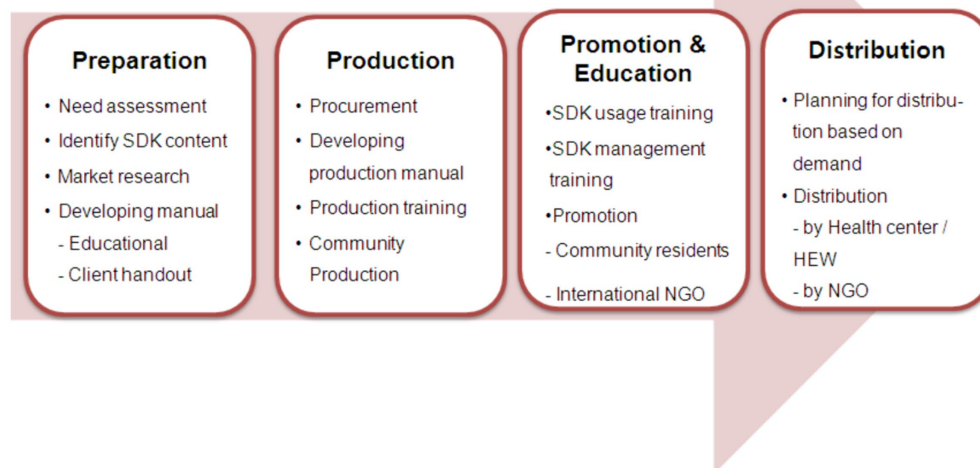 Preparation
• Need assessment
• Identify SDK content
• Market research
• Developing manual
- Educational
- Client handout
Production
• Procurement
• Developing
production manual
• Production training
• Community
Production
Promotion &
Education
•SDK usage training
•SDK management
training
•Promotion
- Community residents
- International NGO
Distribution
• Planning for distribu-
tion based on
demand
• Distribution
- by Health center /
HEW
- by NGO